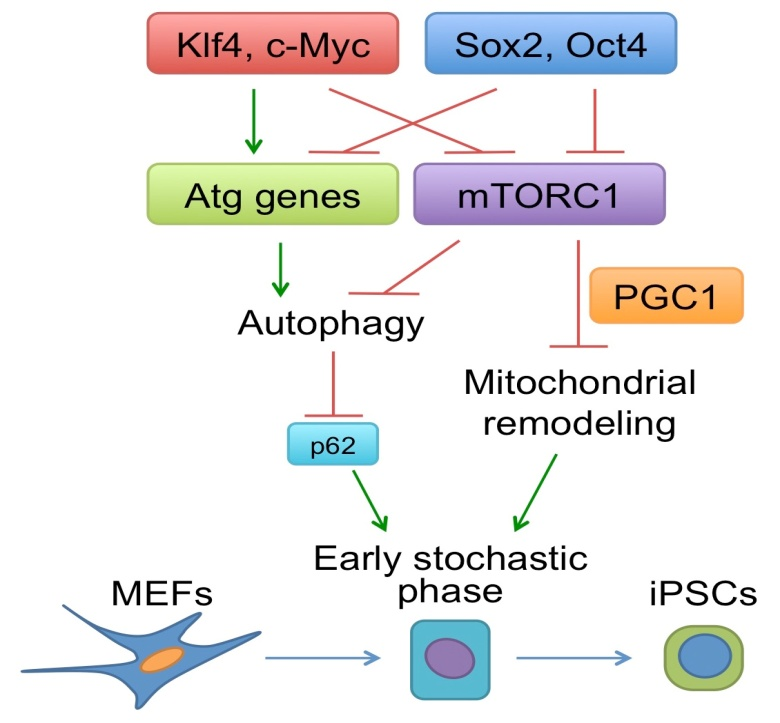 Klf4, c-Myc
Sox2, Oct4
Atg genes
mTORC1
PGC1
Autophagy
Mitochondrial
remodeling
p62
Early stochastic
phase
MEFs
iPSCs